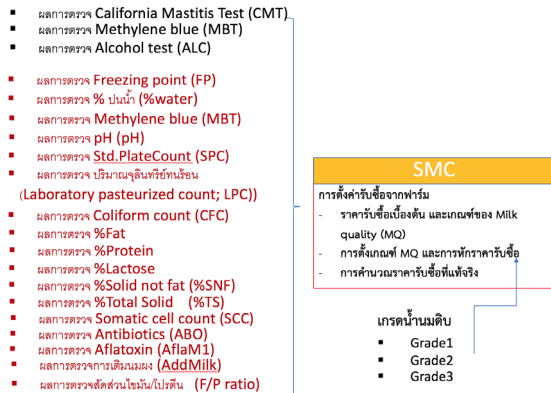 ผลการตรวจ California Mastitis Test (CMT)
ผลการตรวจ Methylene blue (MBT)
ผลการตรวจ Alcohol test (ALC)
ผลการตรวจ Freezing point (FP)
ผลการตรวจ % ปนน้ำ (%water)
ผลการตรวจ Methylene blue (MBT)
ผลการตรวจ pH (pH)
ผลการตรวจ Std.PlateCount (SPC)
ผลการตรวจ ปริมาณจุลินทรีย์ทนร้อน
(Laboratory pasteurized count; LPC))
ผลการตรวจ Coliform count (CFC)
ผลการตรวจ %Fat
ผลการตรวจ %Protein
ผลการตรวจ %Lactose
ผลการตรวจ %Solid not fat (%SNF)
ผลการตรวจ %Total Solid (%TS)
ผลการตรวจ Somatic cell count (SCC)
ผลการตรวจ Antibiotics (ABO)
ผลการตรวจ Aflatoxin (AflaM1)
ผลการตรวจการเติมนมผง (AddMilk)
ผลการตรวจสัดส่วนไขมัน/โปรตีน (F/P ratio)
SMC
การตั้งค่ารับซื้อจากฟาร์ม
- ราคารับซื้อเบื้องต้น และเกณฑ์ของ Milk
quality (MQ)
- การตั้งเกณฑ์ MQ และการหักราคารับซื้อ
- การคำนวณราคารับซื้อที่แท้จริง
เกรดน้ำนมดิบ
Grade1
Grade2
Grade3